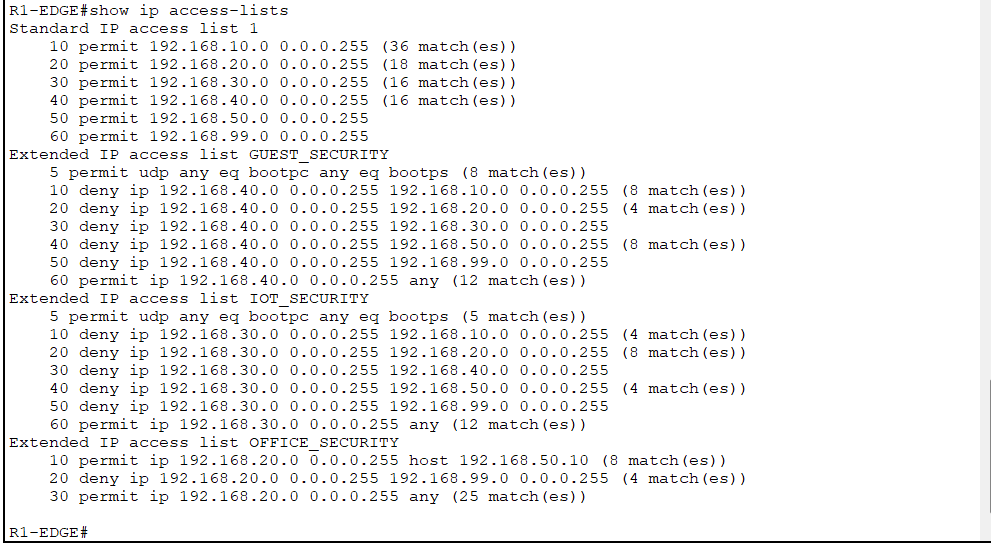 R1-EDGE#show ip access-lists
Standard IP access list 1
    10 permit 192.168.10.0 0.0.0.255 (36 match(es))
    20 permit 192.168.20.0 0.0.0.255 (18 match(es))
    30 permit 192.168.30.0 0.0.0.255 (16 match(es))
    40 permit 192.168.40.0 0.0.0.255 (16 match(es))
    50 permit 192.168.50.0 0.0.0.255
    60 permit 192.168.99.0 0.0.0.255
Extended IP access list GUEST_SECURITY
    5 permit udp any eq bootpc any eq bootps (8 match(es))
    10 deny ip 192.168.40.0 0.0.0.255 192.168.10.0 0.0.0.255 (8 match(es))
    20 deny ip 192.168.40.0 0.0.0.255 192.168.20.0 0.0.0.255 (4 match(es))
    30 deny ip 192.168.40.0 0.0.0.255 192.168.30.0 0.0.0.255
    40 deny ip 192.168.40.0 0.0.0.255 192.168.50.0 0.0.0.255 (8 match(es))
    50 deny ip 192.168.40.0 0.0.0.255 192.168.99.0 0.0.0.255
    60 permit ip 192.168.40.0 0.0.0.255 any (12 match(es))
Extended IP access list IOT_SECURITY
    5 permit udp any eq bootpc any eq bootps (5 match(es))
    10 deny ip 192.168.30.0 0.0.0.255 192.168.10.0 0.0.0.255 (4 match(es))
    20 deny ip 192.168.30.0 0.0.0.255 192.168.20.0 0.0.0.255 (8 match(es))
    30 deny ip 192.168.30.0 0.0.0.255 192.168.40.0 0.0.0.255
    40 deny ip 192.168.30.0 0.0.0.255 192.168.50.0 0.0.0.255 (4 match(es))
    50 deny ip 192.168.30.0 0.0.0.255 192.168.99.0 0.0.0.255
    60 permit ip 192.168.30.0 0.0.0.255 any (12 match(es))
Extended IP access list OFFICE_SECURITY
    10 permit ip 192.168.20.0 0.0.0.255 host 192.168.50.10 (8 match(es))
    20 deny ip 192.168.20.0 0.0.0.255 192.168.99.0 0.0.0.255 (4 match(es))
    30 permit ip 192.168.20.0 0.0.0.255 any (25 match(es))
R1-EDGE#